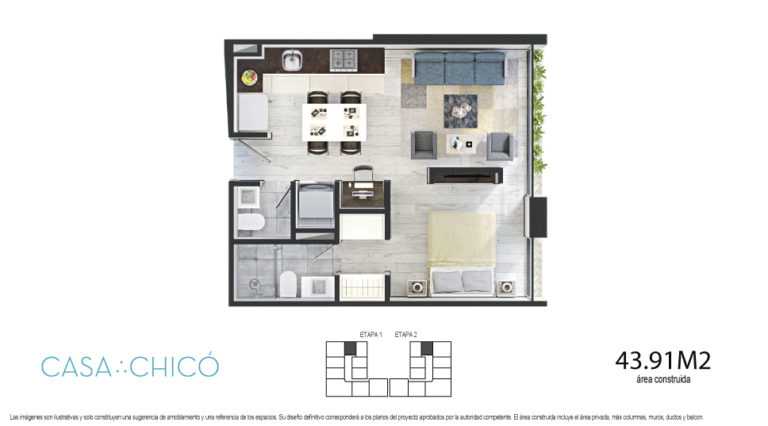 ETAPA 1 ETAPA 2
CASA∴CHICÓ
43.91M2
área construida
Las imágenes son ilustrativas y solo constituyen una sugerencia de amoblamiento y una referencia de los espacios. Su diseño definitivo corresponderá a los planos del proyecto aprobados por la autoridad competente. El área construida incluye el área privada, más columnas, muros, ductos y balcon